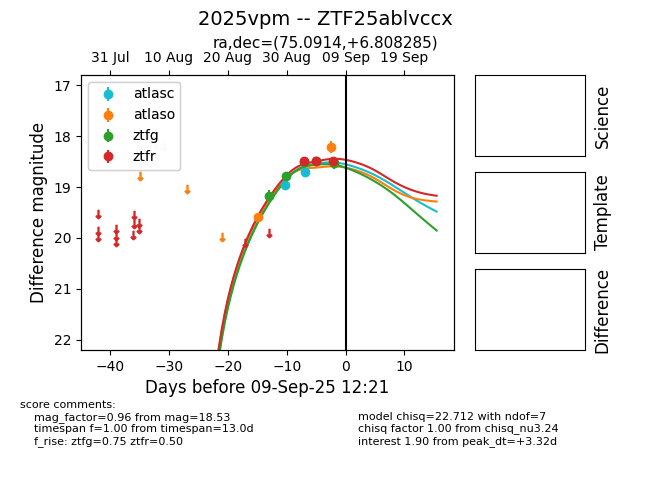 2025vpm -- ZTF25ablvccx
ra,dec=(75.0914,+6.808285)
31 Jul 10 Aug 20 Aug 30 Aug 09 Sep 19 Sep
17
18
19
20
21
22
Difference magnitude
atlasc
atlaso
ztfg
ztfr
−40 −30 −20 −10 0 10
Days before 09-Sep-25 12:21
Science
Template
Difference
score comments:
mag_factor=0.96 from mag=18.53
timespan f=1.00 from timespan=13.0d
f_rise: ztfg=0.75 ztfr=0.50
model chisq=22.712 with ndof=7
chisq factor 1.00 from chisq_nu3.24
interest 1.90 from peak_dt=+3.32d